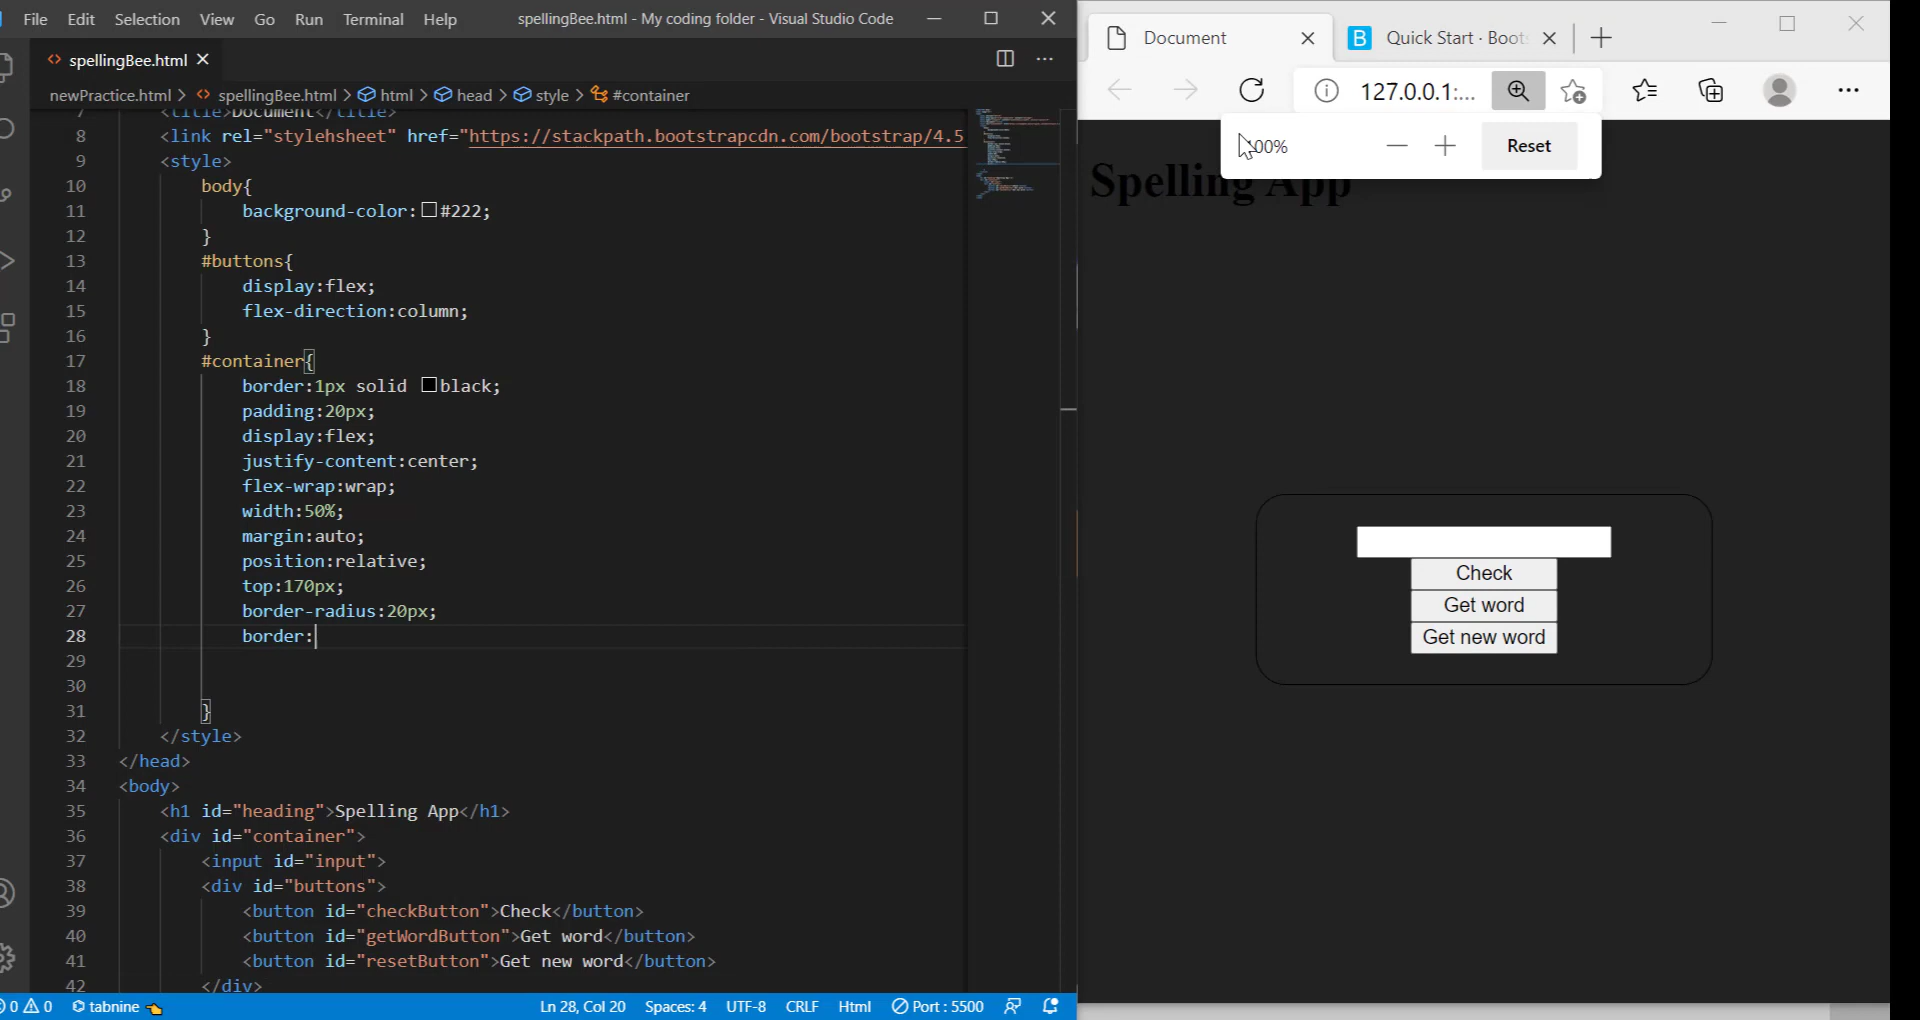 File Edit Selection View Go Run Terminal Help spellingBee.html - My coding folder - Visual Studio Code
spellingBee.html
newPractice.html > spellingBee.html > html > head > style > #container
7 <title>Document</title>
8 <link rel="stylehsheet" href="https://stackpath.bootstrapcdn.com/bootstrap/4.5
9 <style>
10 body{
11 background-color:#222;
12 }
13 #buttons{
14 display:flex;
15 flex-direction:column;
16 }
17 #container{
18 border:1px solid black;
19 padding:20px;
20 display:flex;
21 justify-content:center;
22 flex-wrap:wrap;
23 width:50%;
24 margin:auto;
25 position:relative;
26 top:170px;
27 border-radius:20px;
28 border:
29
30
31 }
32 </style>
33 </head>
34 <body>
35 <h1 id="heading">Spelling App</h1>
36 <div id="container">
37 <input id="input">
38 <div id="buttons">
39 <button id="checkButton">Check</button>
40 <button id="getWordButton">Get word</button>
41 <button id="resetButton">Get new word</button>
42 </div>
0 0 tabnine Ln 28, Col 20 Spaces: 4 UTF-8 CRLF Html Port : 5500
Document B Quick Start · Boots
127.0.0.1:...
00% Reset
Spelling App
Check
Get word
Get new word